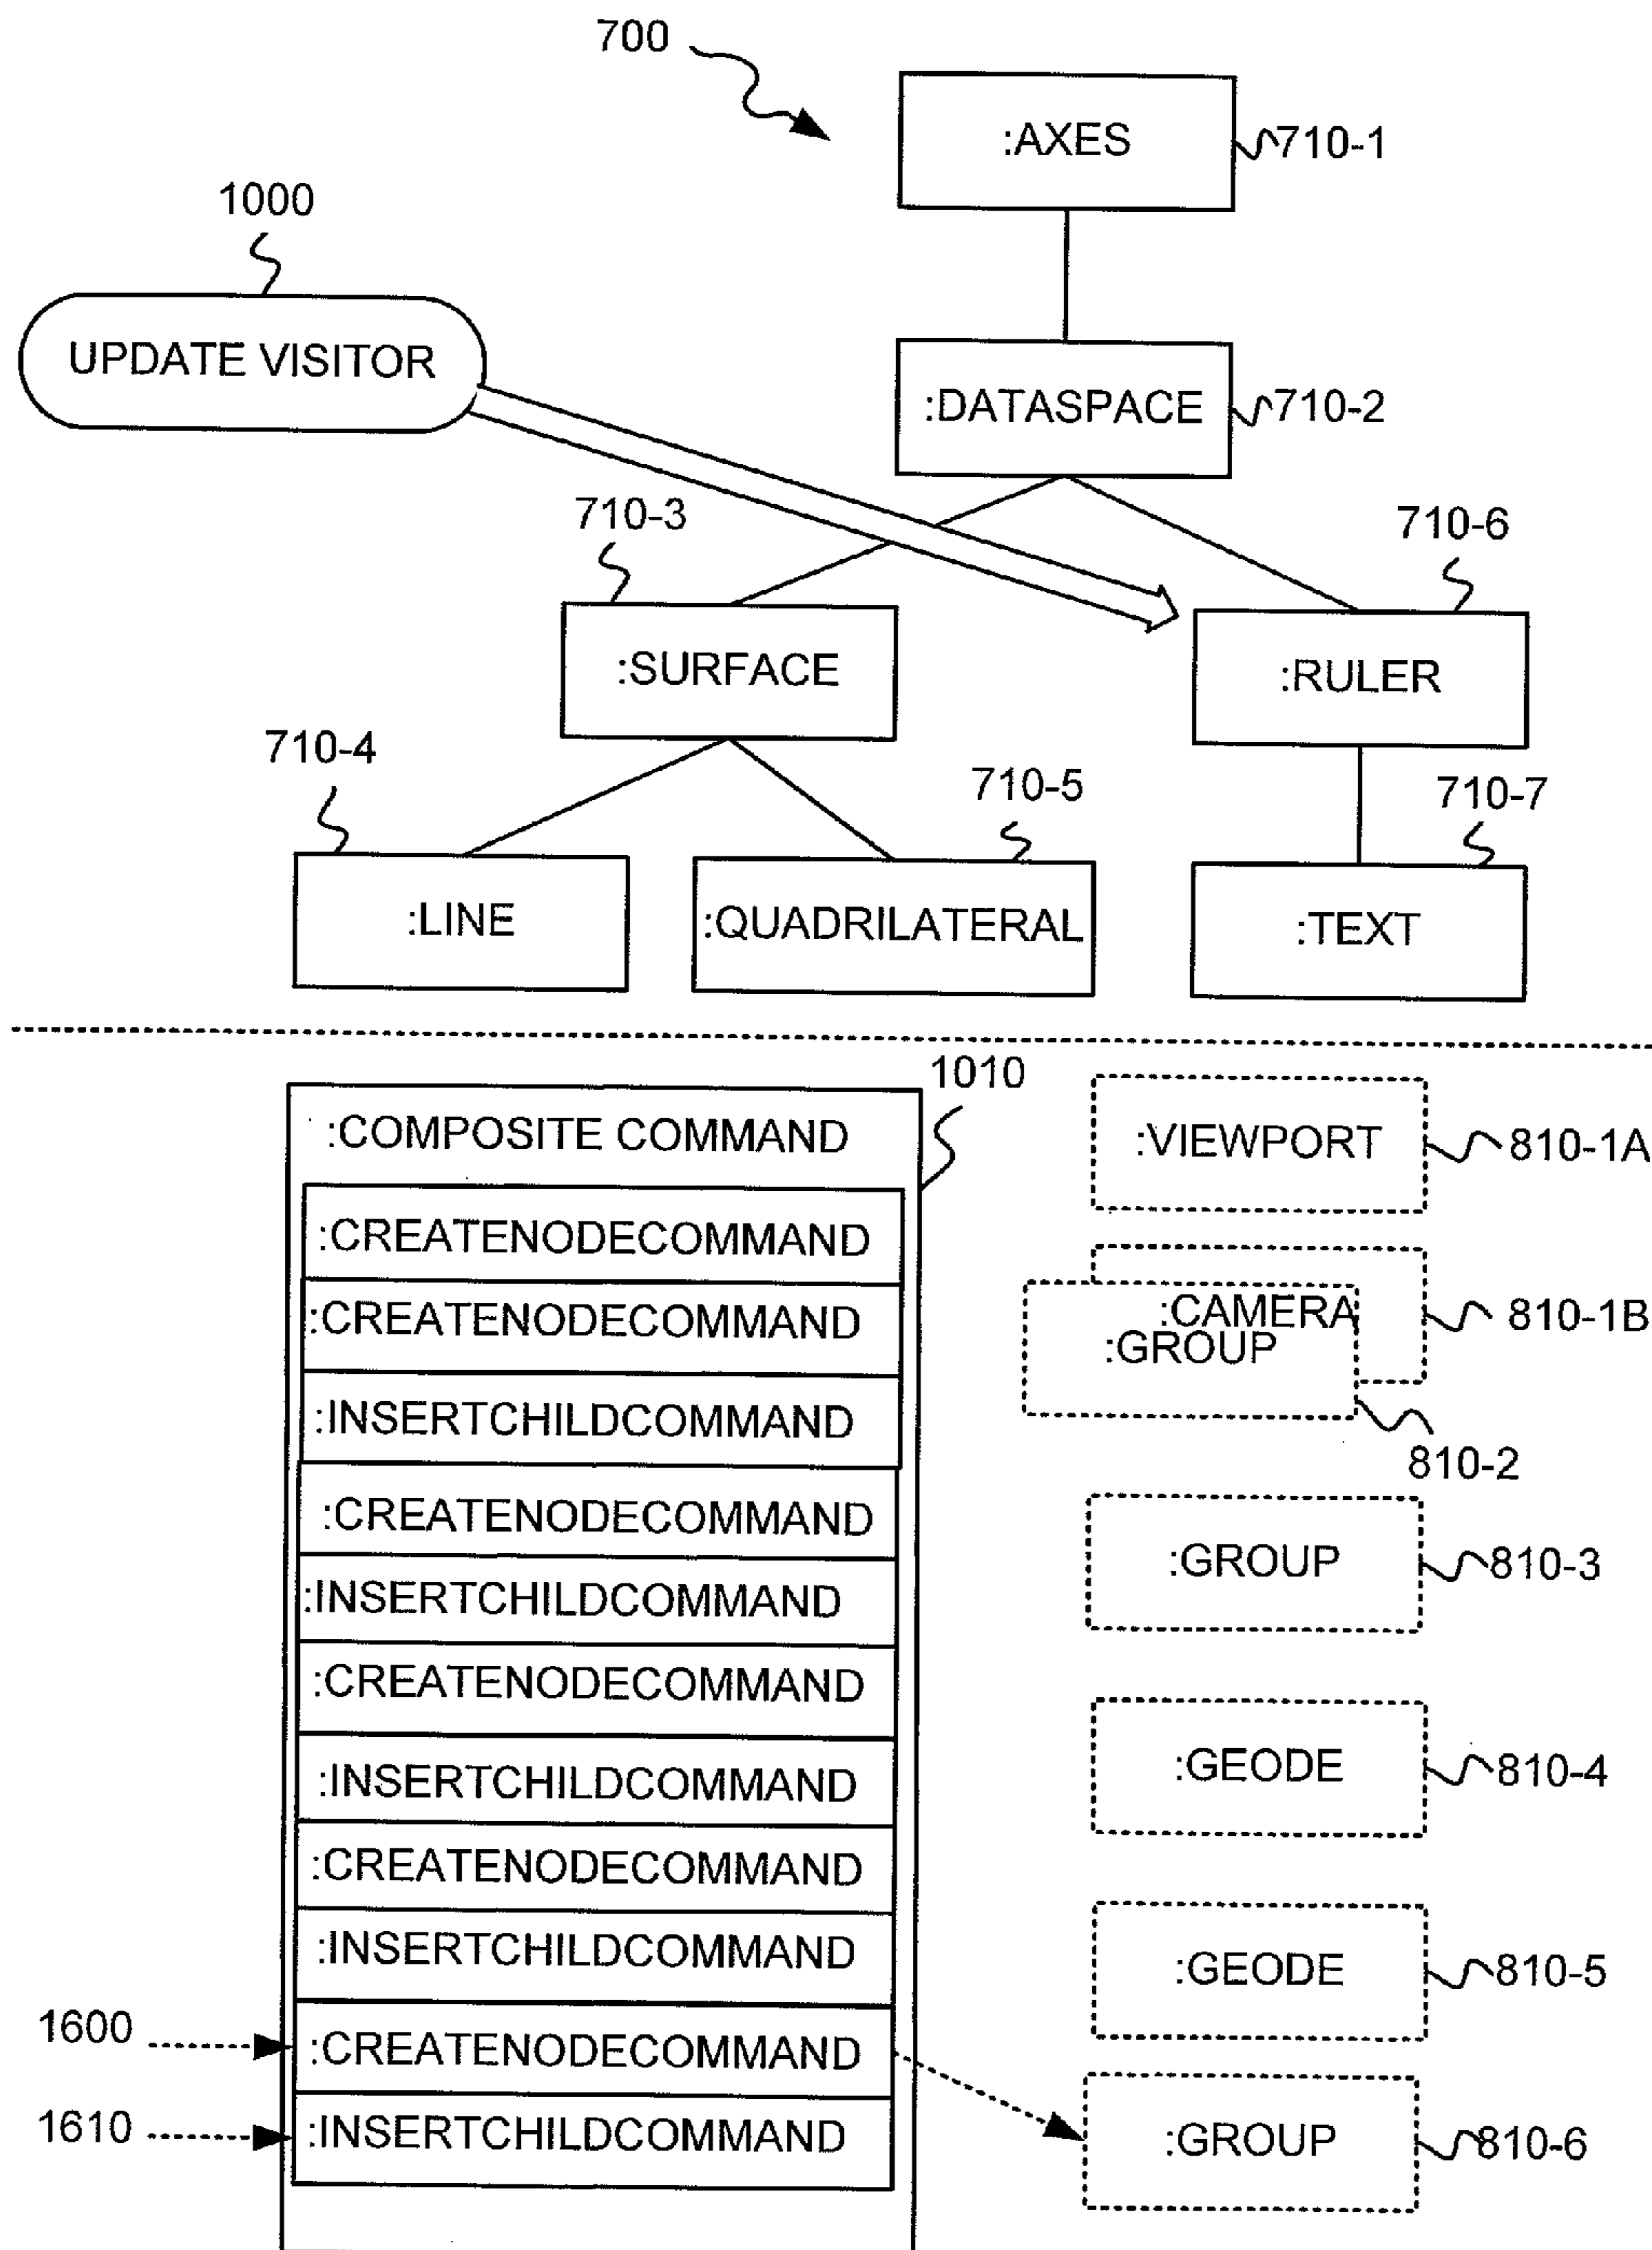 700
:AXES
710-1
1000
UPDATE VISITOR
:DATASPACE
710-2
710-3
710-6
:SURFACE
:RULER
710-4
710-5
710-7
:LINE
:QUADRILATERAL
:TEXT
1010
:COMPOSITE COMMAND
:CREATENODECOMMAND
:CREATENODECOMMAND
:INSERTCHILDCOMMAND
:CREATENODECOMMAND
:INSERTCHILDCOMMAND
:CREATENODECOMMAND
:INSERTCHILDCOMMAND
:CREATENODECOMMAND
:INSERTCHILDCOMMAND
1600
:CREATENODECOMMAND
1610
:INSERTCHILDCOMMAND
:VIEWPORT
810-1A
:CAMERA
810-1B
:GROUP
810-2
:GROUP
810-3
:GEODE
810-4
:GEODE
810-5
:GROUP
810-6